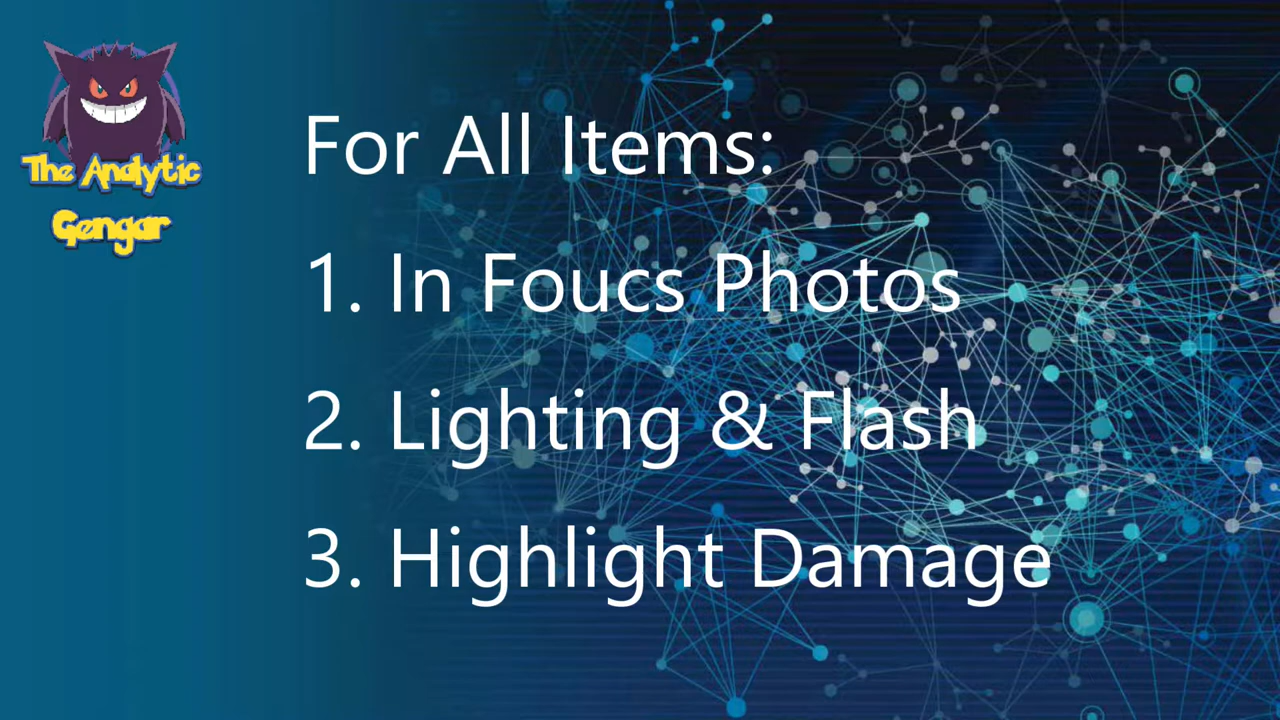 The Analytic
Gengar
For All Items:
1. In Foucs Photos
2. Lighting & Flash
3. Highlight Damage